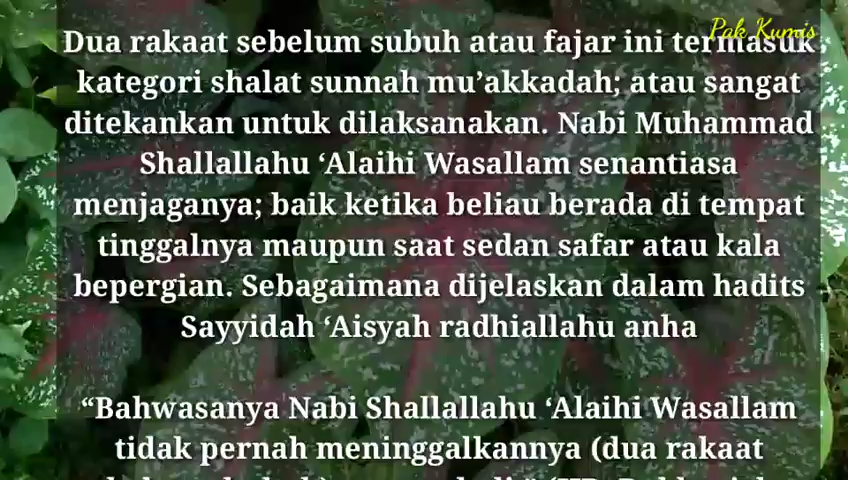 Pak Kumis
Dua rakaat sebelum subuh atau fajar ini termasuk
kategori shalat sunnah mu’akkadah; atau sangat
ditekankan untuk dilaksanakan. Nabi Muhammad
Shallallahu ‘Alaihi Wasallam senantiasa
menjaganya; baik ketika beliau berada di tempat
tinggalnya maupun saat sedan safar atau kala
bepergian. Sebagaimana dijelaskan dalam hadits
Sayyidah ‘Aisyah radhiallahu anha
“Bahwasanya Nabi Shallallahu ‘Alaihi Wasallam
tidak pernah meninggalkannya (dua rakaat